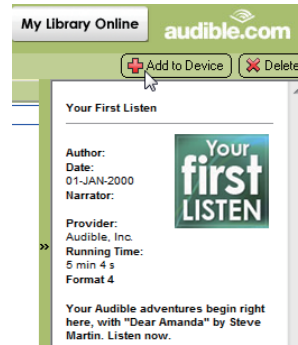 My Library Online
audible.com
Add to Device
Delete
Your First Listen
Author:
Date:
01-JAN-2000
Narrator:
Your
first
LISTEN
Provider:
Audible, Inc.
Running Time:
5 min 4 s
Format 4
»
Your Audible adventures begin right
here, with "Dear Amanda" by Steve
Martin. Listen now.